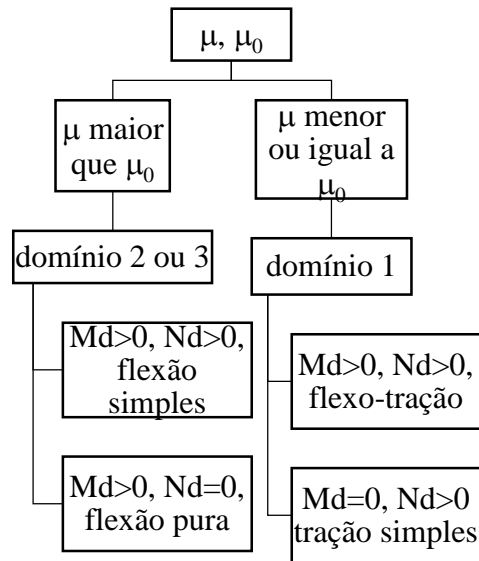 μ, μ₀
μ maior
que μ₀
μ menor
ou igual a
μ₀
domínio 2 ou 3
domínio 1
Md>0, Nd>0,
flexão
simples
Md>0, Nd>0,
flexo-tração
Md>0, Nd=0,
flexão pura
Md=0, Nd>0
tração simples